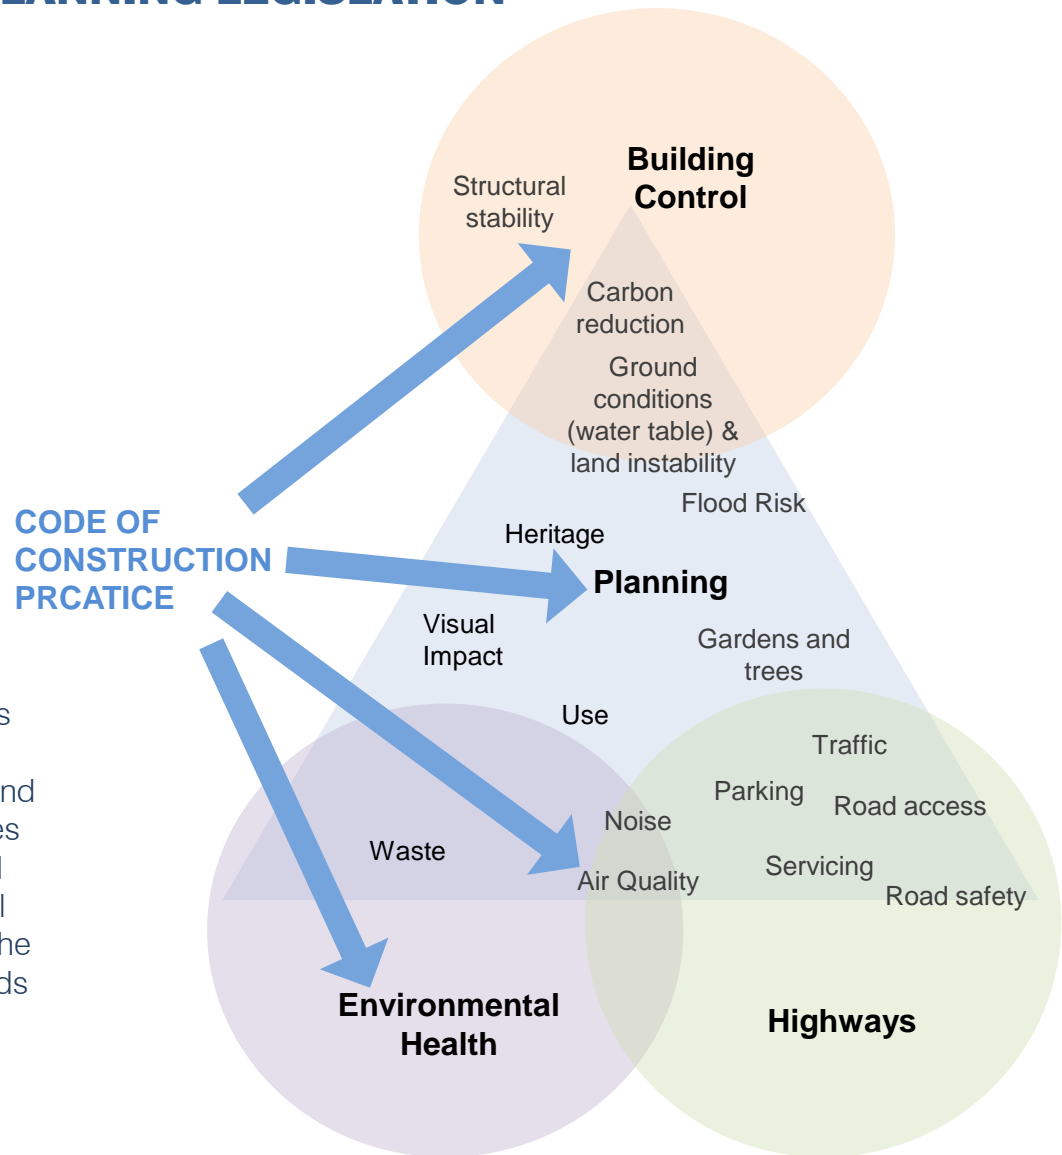 PLANNING LEGISLATION
Building
Control
Structural
stability
Carbon
reduction
Ground
conditions
(water table) &
land instability
Flood Risk
CODE OF
CONSTRUCTION
PRCATICE
Heritage
Planning
Visual
Impact
Gardens and
trees
Use
Traffic
Parking
Road access
Noise
Waste
Servicing
Air Quality
Road safety
Environmental
Health
Highways